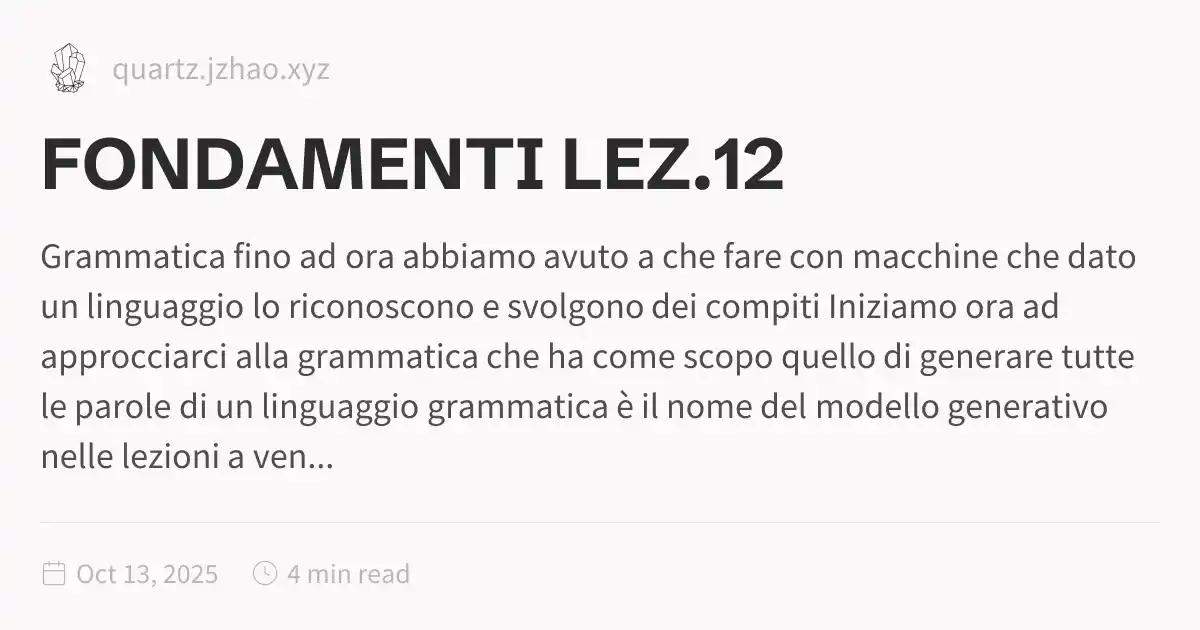 quartz.jzhao.xyz
FONDAMENTI LEZ.12
Grammatica fino ad ora abbiamo avuto a che fare con macchine che dato
un linguaggio lo riconoscono e svolgono dei compiti Iniziamo ora ad
approcciarci alla grammatica che ha come scopo quello di generare tutte
le parole di un linguaggio grammatica è il nome del modello generativo
nelle lezioni a ven...
Oct 13, 2025 4 min read